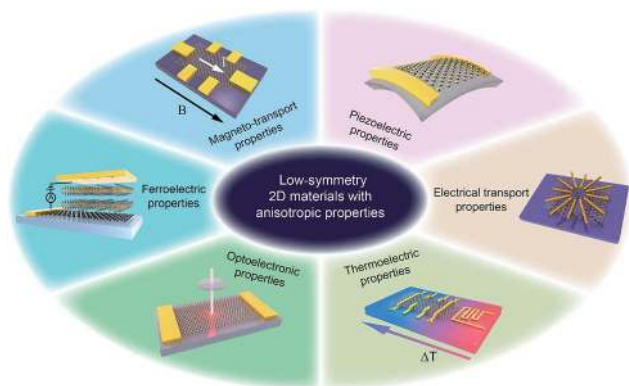 I
B
Magneto-transport
properties
Piezoelectric
properties
Ferroelectric
properties
A
Low-symmetry
2D materials with
anisotropic properties
Electrical transport
properties
Optoelectronic
properties
Thermoelectric
properties
ΔT